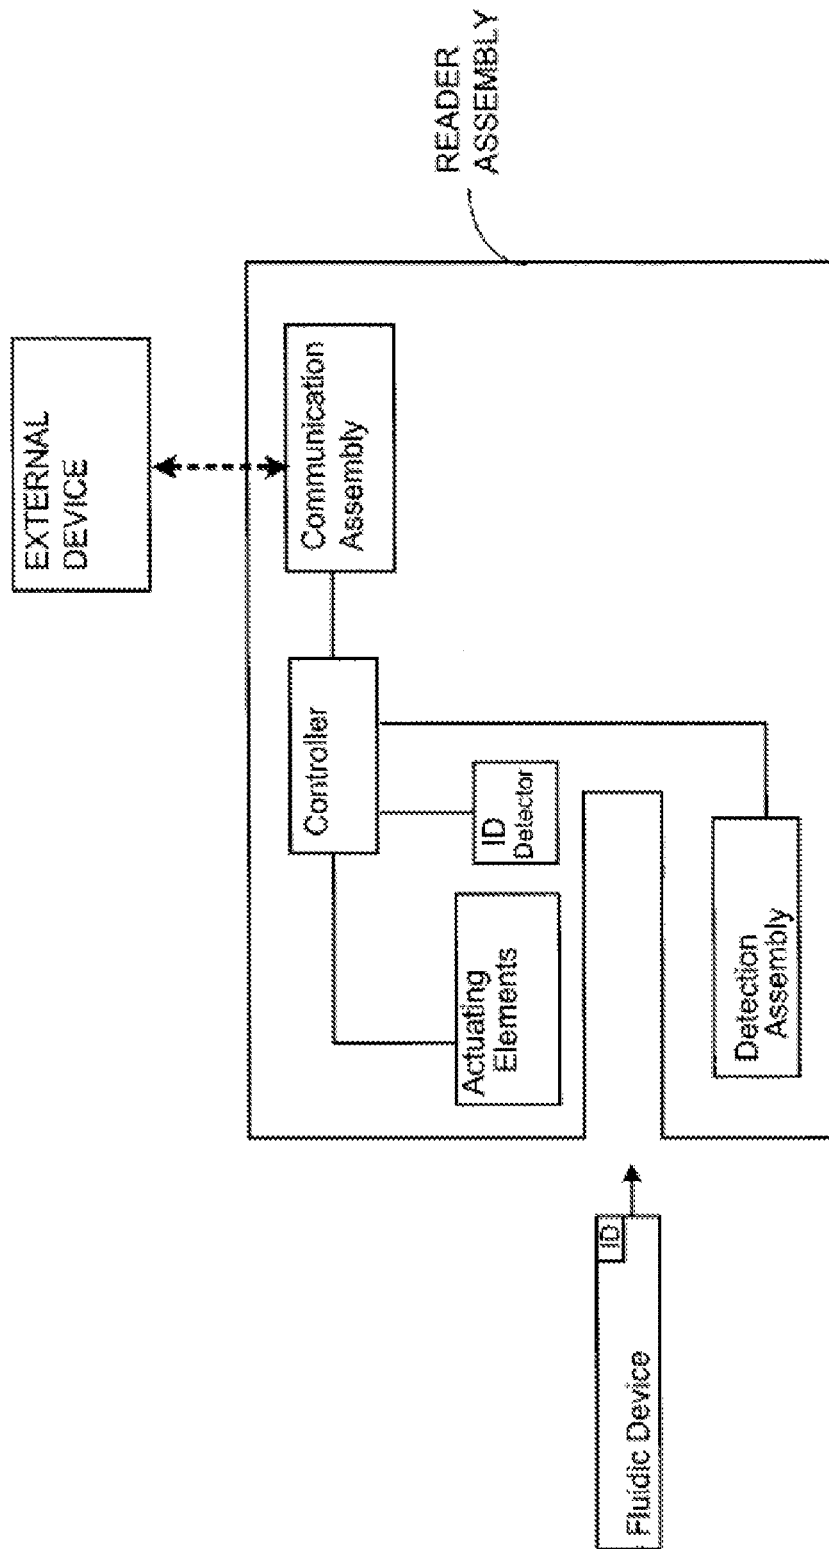 EXTERNAL
DEVICE
READER
ASSEMBLY
Communication
Assembly
Controller
ID
Detector
Actuating
Elements
Detection
Assembly
ID
Fluidic Device